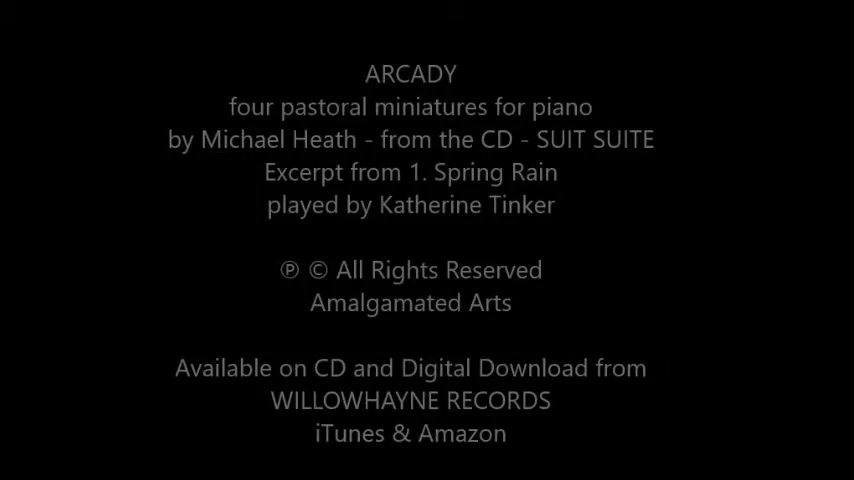 ARCADY
four pastoral miniatures for piano
by Michael Heath - from the CD - SUIT SUITE
Excerpt from 1. Spring Rain
played by Katherine Tinker
℗ © All Rights Reserved
Amalgamated Arts
Available on CD and Digital Download from
WILLOWHAYNE RECORDS
iTunes & Amazon